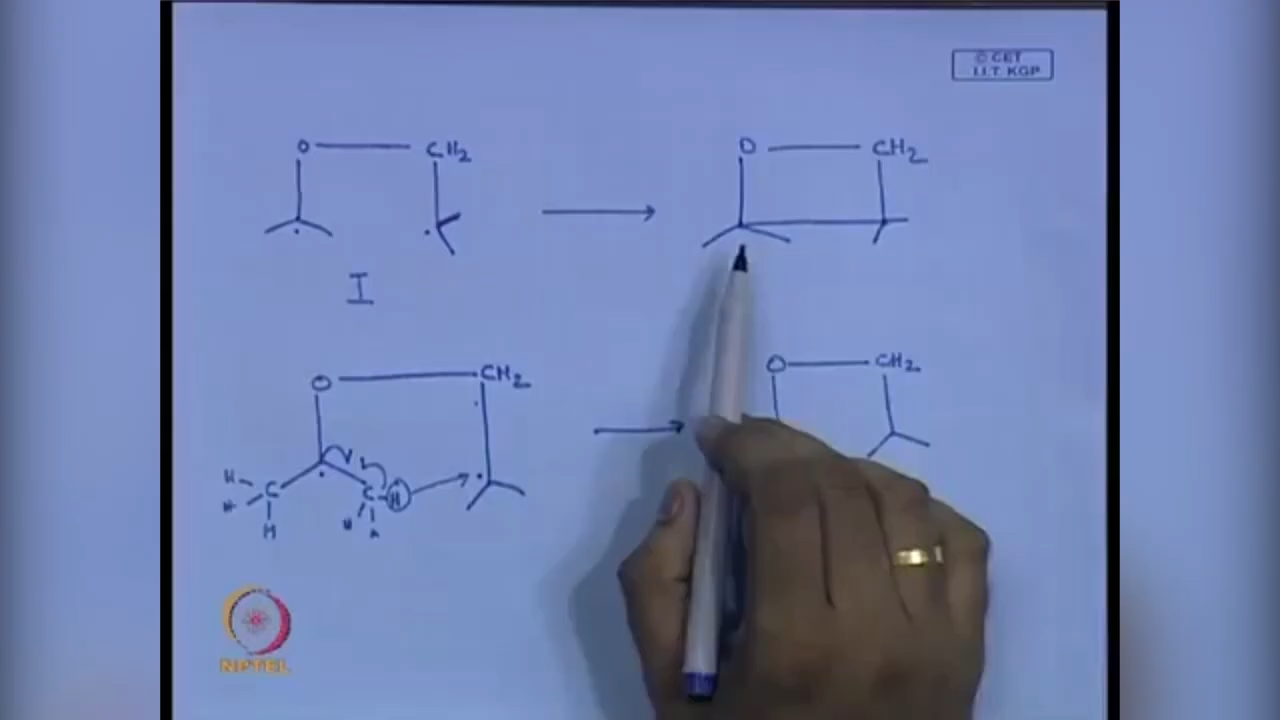 © CET
I.I.T. KGP
O CH2
O CH2
I
O CH2
O CH2
H C
H
H
C H
H H
NPTEL